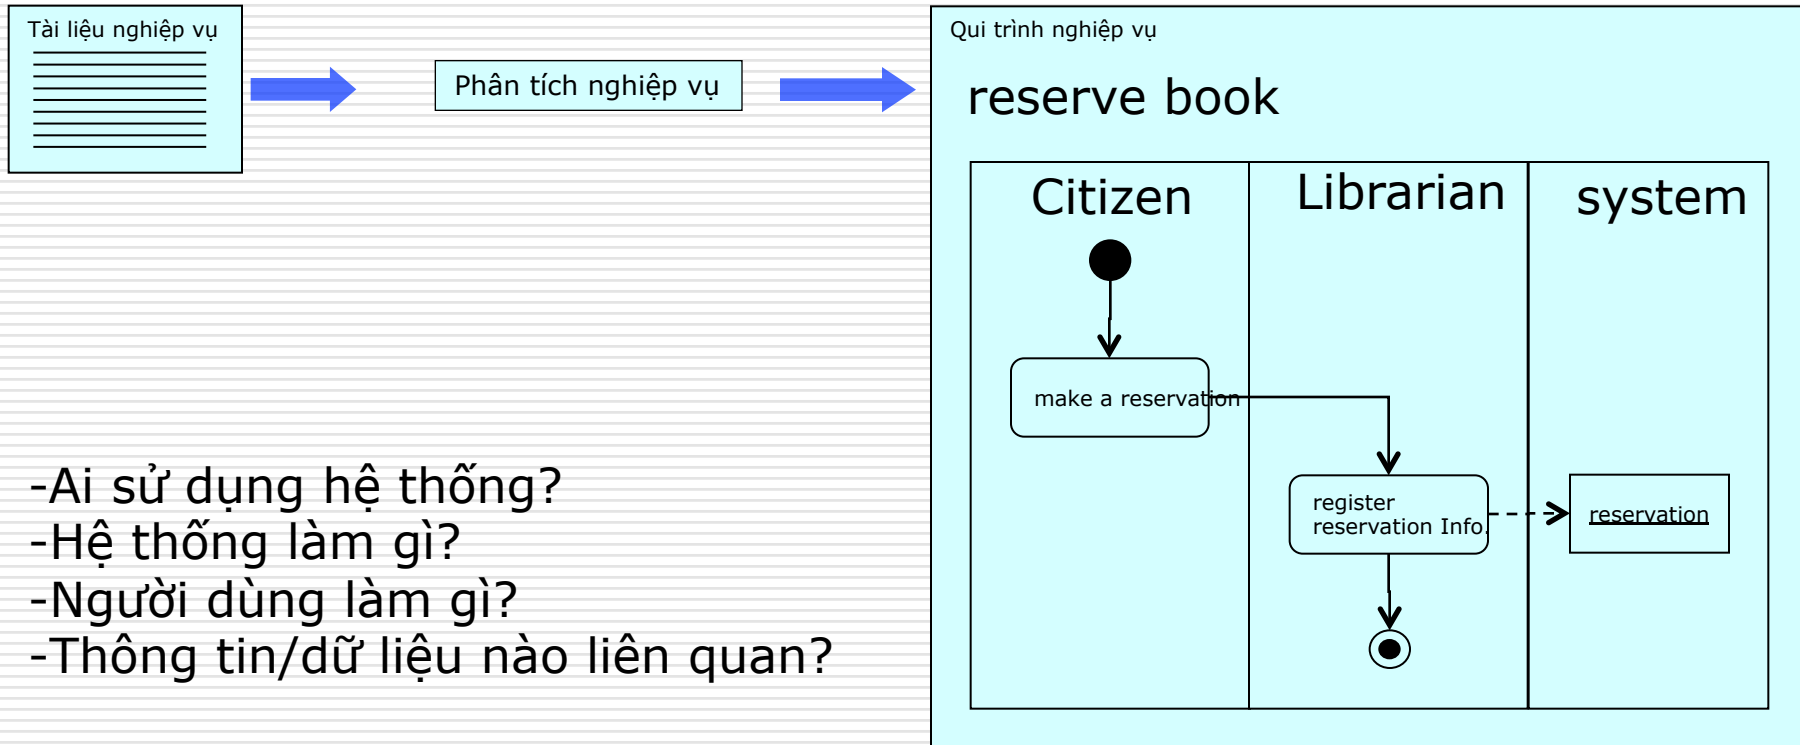 Tài liệu nghiệp vụ
Phân tích nghiệp vụ
Qui trình nghiệp vụ
reserve book
Citizen
Librarian
system
make a reservation
register
reservation Info.
reservation
-Ai sử dụng hệ thống?
-Hệ thống làm gì?
-Người dùng làm gì?
-Thông tin/dữ liệu nào liên quan?